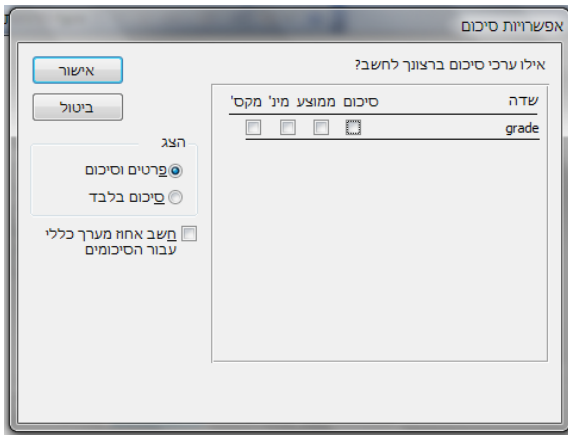 אפשרויות סיכום
אילו ערכי סיכום ברצונך לחשב?
שדה סיכום ממוצע מינ' מקס'
grade
אישור
ביטול
הצג
פרטים וסיכום
סיכום בלבד
חשב אחוז מערך כללי
עבור הסיכומים